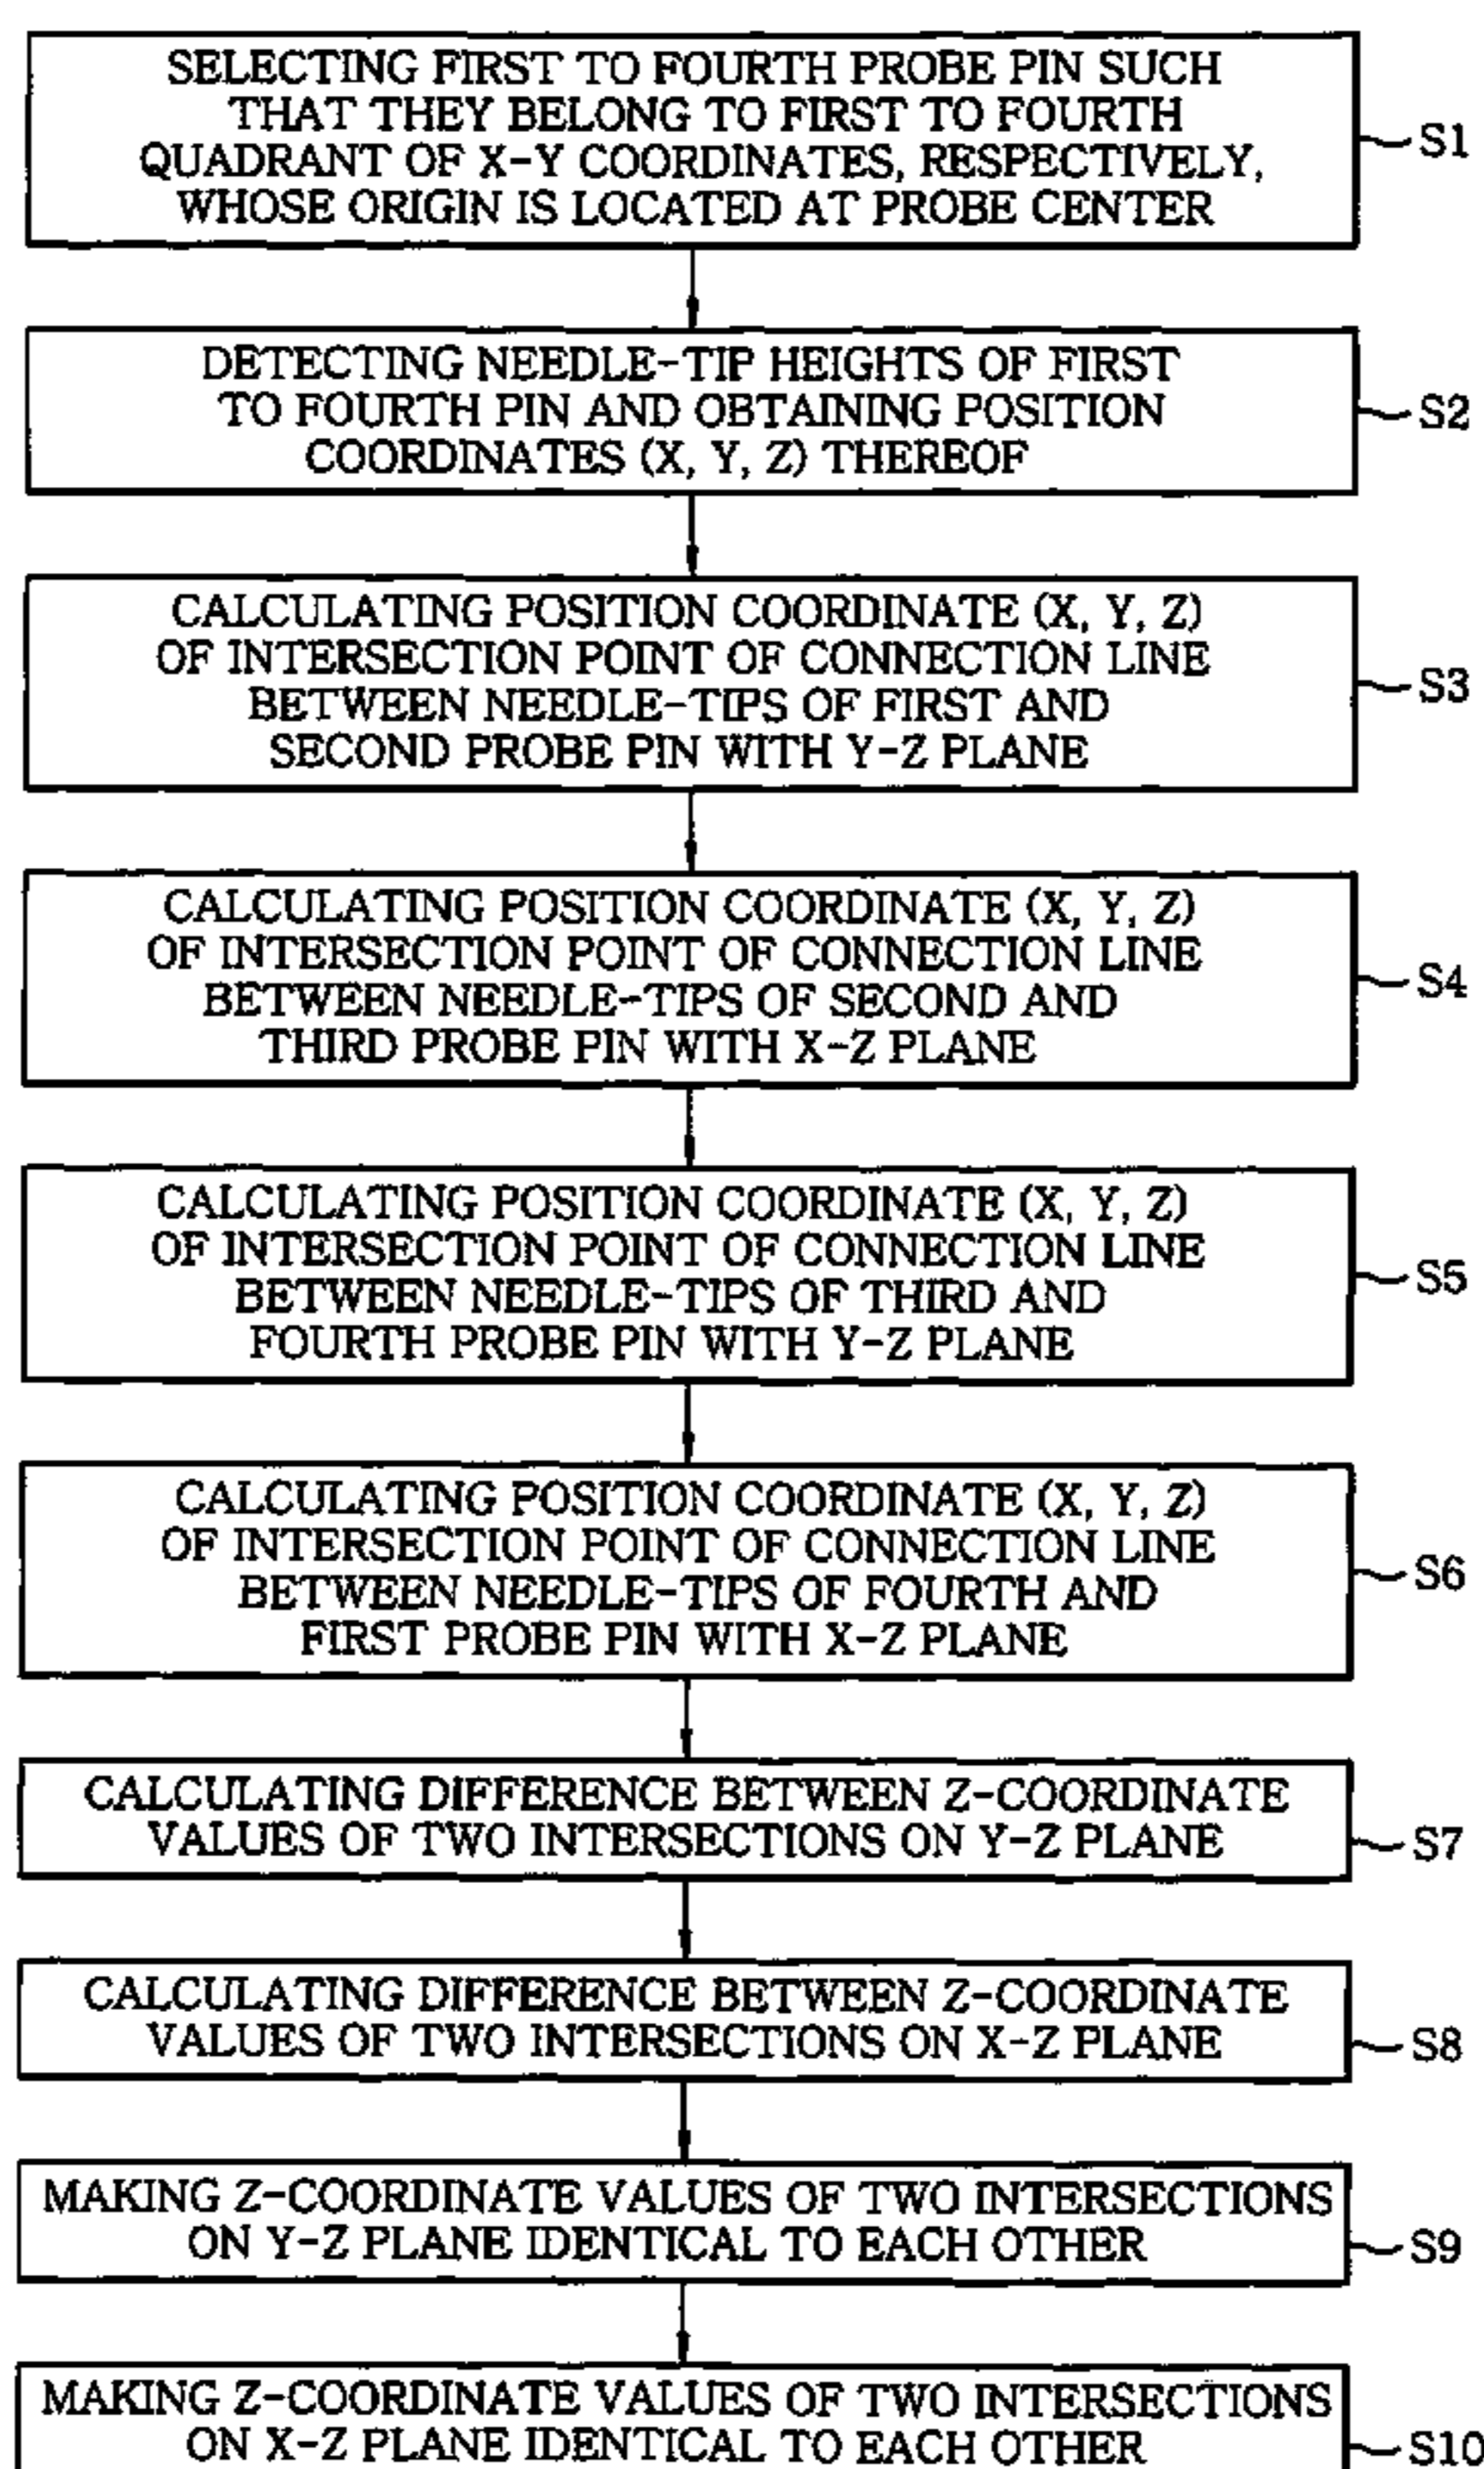 SELECTING FIRST TO FOURTH PROBE PIN SUCH
THAT THEY BELONG TO FIRST TO FOURTH
QUADRANT OF X-Y COORDINATES, RESPECTIVELY,
WHOSE ORIGIN IS LOCATED AT PROBE CENTER
S1
DETECTING NEEDLE-TIP HEIGHTS OF FIRST
TO FOURTH PIN AND OBTAINING POSITION
COORDINATES (X, Y, Z) THEREOF
S2
CALCULATING POSITION COORDINATE (X, Y, Z)
OF INTERSECTION POINT OF CONNECTION LINE
BETWEEN NEEDLE-TIPS OF FIRST AND
SECOND PROBE PIN WITH Y-Z PLANE
S3
CALCULATING POSITION COORDINATE (X, Y, Z)
OF INTERSECTION POINT OF CONNECTION LINE
BETWEEN NEEDLE-TIPS OF SECOND AND
THIRD PROBE PIN WITH X-Z PLANE
S4
CALCULATING POSITION COORDINATE (X, Y, Z)
OF INTERSECTION POINT OF CONNECTION LINE
BETWEEN NEEDLE-TIPS OF THIRD AND
FOURTH PROBE PIN WITH Y-Z PLANE
S5
CALCULATING POSITION COORDINATE (X, Y, Z)
OF INTERSECTION POINT OF CONNECTION LINE
BETWEEN NEEDLE-TIPS OF FOURTH AND
FIRST PROBE PIN WITH X-Z PLANE
S6
CALCULATING DIFFERENCE BETWEEN Z-COORDINATE
VALUES OF TWO INTERSECTIONS ON Y-Z PLANE
S7
CALCULATING DIFFERENCE BETWEEN Z-COORDINATE
VALUES OF TWO INTERSECTIONS ON X-Z PLANE
S8
MAKING Z-COORDINATE VALUES OF TWO INTERSECTIONS
ON Y-Z PLANE IDENTICAL TO EACH OTHER
S9
MAKING Z-COORDINATE VALUES OF TWO INTERSECTIONS
ON X-Z PLANE IDENTICAL TO EACH OTHER
S10